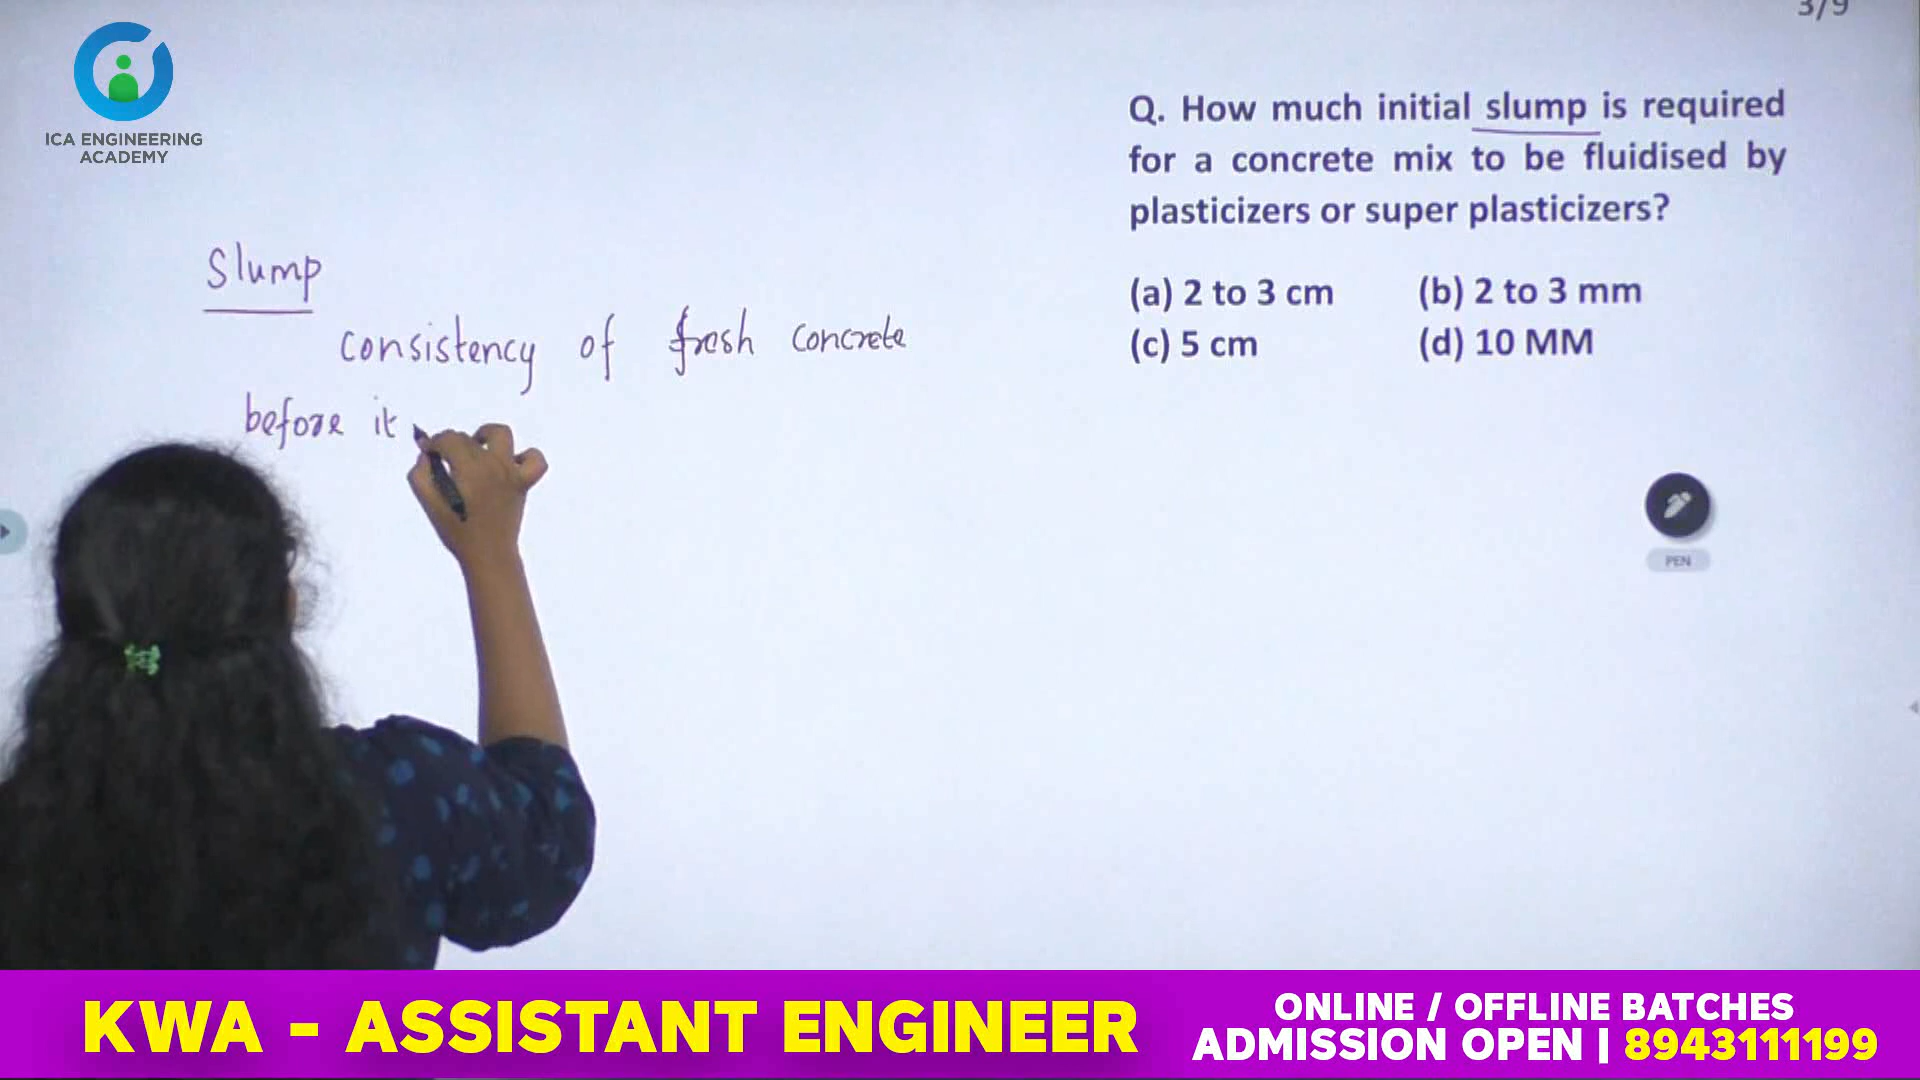 3/9
ICA ENGINEERING
ACADEMY
Q. How much initial slump is required
for a concrete mix to be fluidised by
plasticizers or super plasticizers?
(a) 2 to 3 cm (b) 2 to 3 mm
(c) 5 cm (d) 10 MM
Slump
consistency of fresh concrete
before it
PEN
KWA - ASSISTANT ENGINEER
ONLINE / OFFLINE BATCHES
ADMISSION OPEN | 8943111199